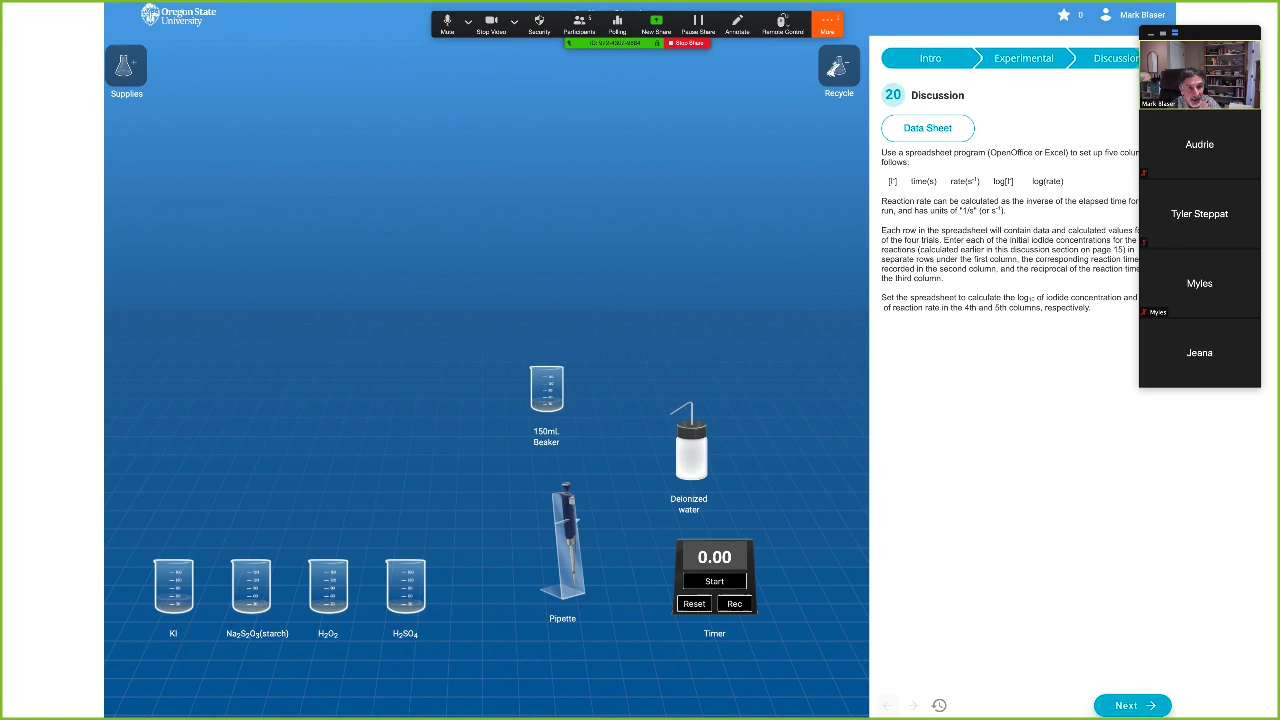 Oregon State
University
Mute
Stop Video
Security
Participants
5
Polling
New Share
Pause Share
Annotate
Remote Control
More
ID: 972-4307-9864
Stop Share
0
Mark Blaser
Supplies
Recycle
Intro
Experimental
Discussion
20 Discussion
Data Sheet
Use a spreadsheet program (OpenOffice or Excel) to set up five colum
follows:
[I⁻] time(s) rate(s⁻¹) log[I⁻] log(rate)
Reaction rate can be calculated as the inverse of the elapsed time for
run, and has units of "1/s" (or s⁻¹).
Each row in the spreadsheet will contain data and calculated values f
of the four trials. Enter each of the initial iodide concentrations for the
reactions (calculated earlier in this discussion section on page 15) in
separate rows under the first column, the corresponding reaction time
recorded in the second column, and the reciprocal of the reaction time
the third column.
Set the spreadsheet to calculate the log₁₀ of iodide concentration and
of reaction rate in the 4th and 5th columns, respectively.
Mark Blaser
Audrie
Tyler Steppat
Myles
Myles
Jeana
150mL
Beaker
Deionized
water
Pipette
0.00
Start
Reset
Rec
Timer
KI
Na₂S₂O₃(starch)
H₂O₂
H₂SO₄
Next